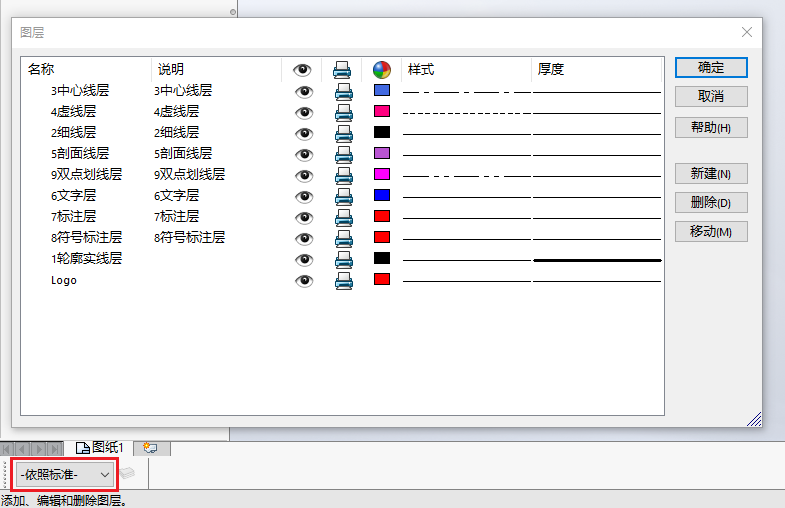 图层
名称 说明 样式 厚度
3中心线层 3中心线层
4虚线层 4虚线层
2细线层 2细线层
5剖面线层 5剖面线层
9双点划线层 9双点划线层
6文字层 6文字层
7标注层 7标注层
8符号标注层 8符号标注层
1轮廓实线层
Logo
确定
取消
帮助(H)
新建(N)
删除(D)
移动(M)
图纸1
-依照标准-
添加、编辑和删除图层。